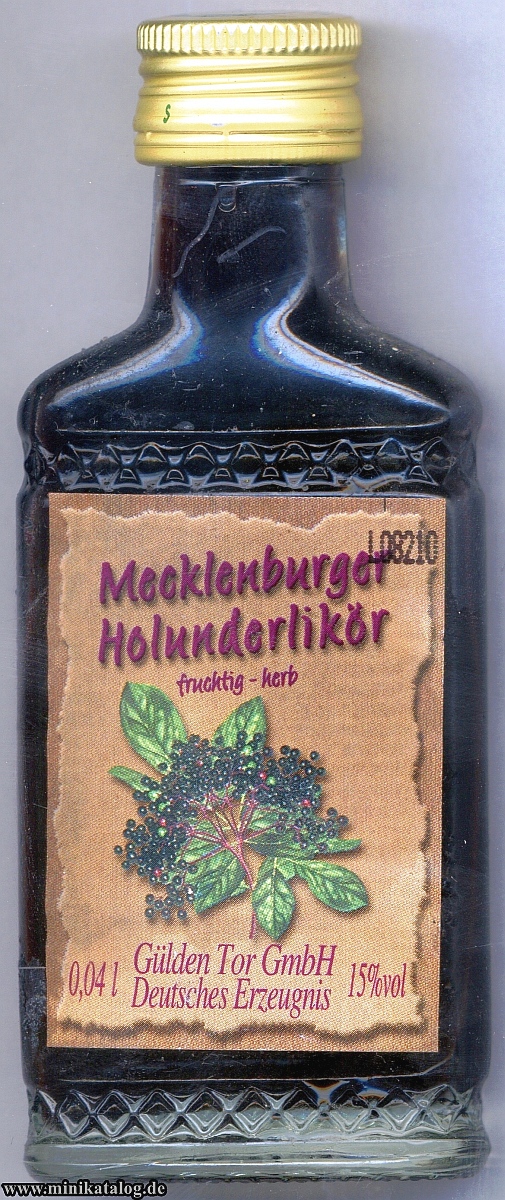 S
L08210
Mecklenburger
Holunderlikör
fruchtig - herb
0,04 l
Gülden Tor GmbH
Deutsches Erzeugnis
15%vol
www.minikatalog.de